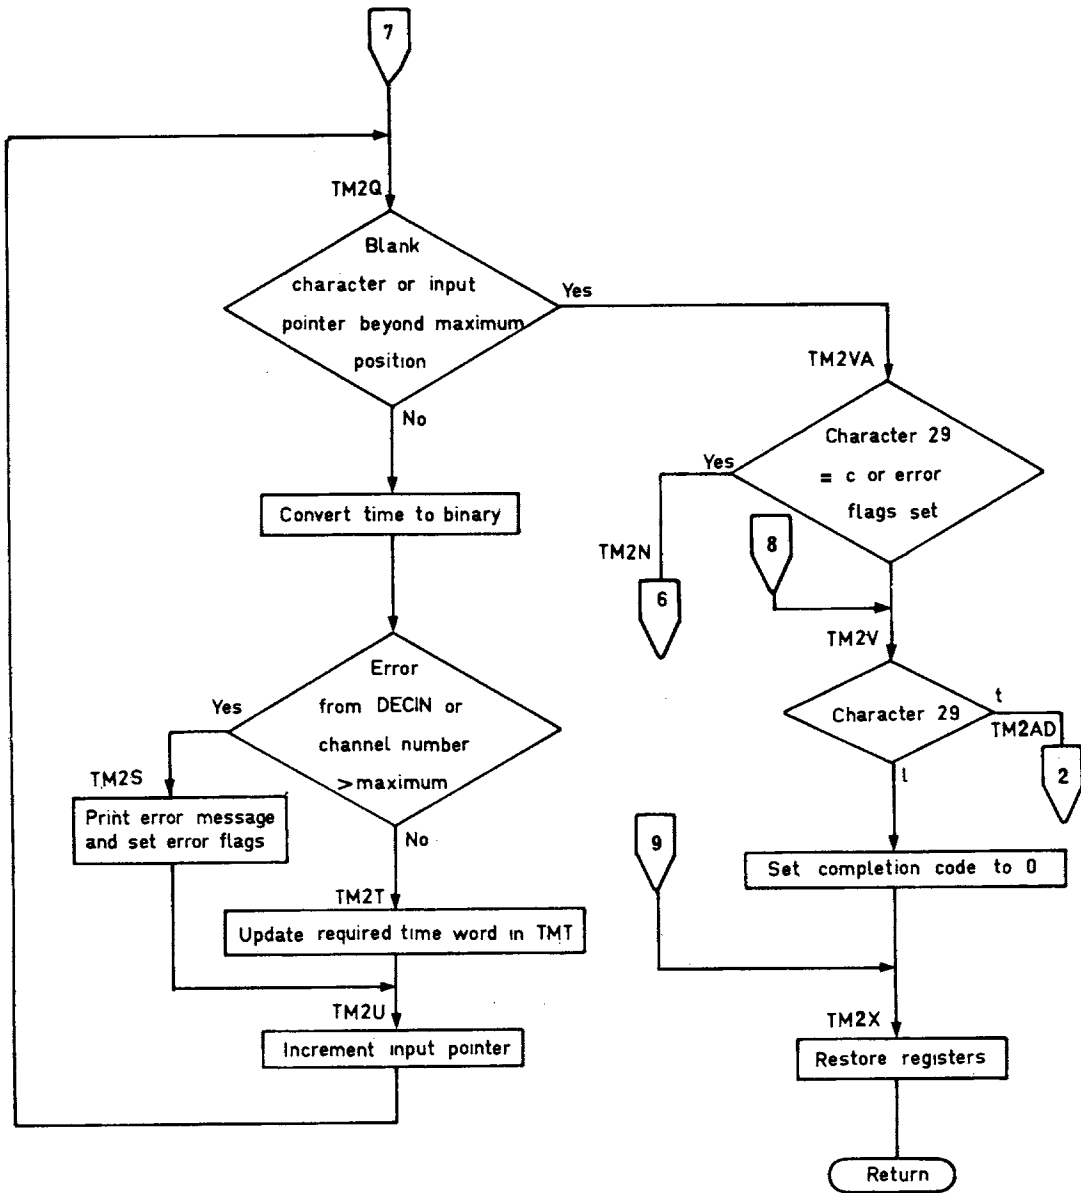 7
TM2Q
Blank
character or input
pointer beyond maximum
position
Yes
No
TM2VA
Character 29
= c or error
flags set
Yes
TM2N
6
8
TM2V
Character 29
t
TM2AD
2
l
Convert time to binary
Error
from DECIN or
channel number
>maximum
Yes
No
TM2S
Print error message
and set error flags
TM2T
Update required time word in TMT
TM2U
Increment input pointer
9
Set completion code to 0
TM2X
Restore registers
Return